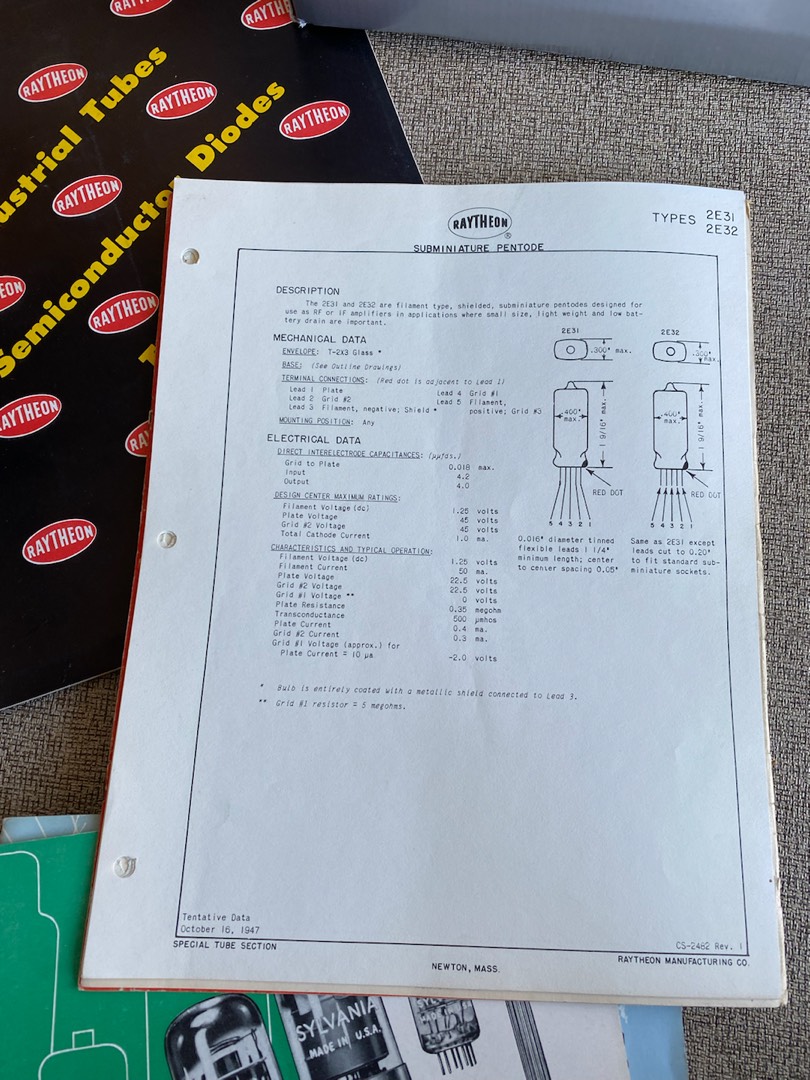 RAYTHEON
RAYTHEON
RAYTHEON
RAYTHEON
RAYTHEON
RAYTHEON
RAYTHEON
RAYTHEON
RAYTHEON
ustrial Tubes
Semiconductor Diodes
RAYTHEON
®
TYPES 2E31
2E32
SUBMINIATURE PENTODE
DESCRIPTION
The 2E31 and 2E32 are filament type, shielded, subminiature pentodes designed for
use as RF or IF amplifiers in applications where small size, light weight and low bat-
tery drain are important.
MECHANICAL DATA
ENVELOPE: T-2X3 Glass *
BASE: (See Outline Drawings)
TERMINAL CONNECTIONS: (Red dot is adjacent to Lead 1)
Lead 1 Plate
Lead 2 Grid #2
Lead 3 Filament, negative; Shield *
Lead 4 Grid #1
Lead 5 Filament,
positive; Grid #3
MOUNTING POSITION: Any
ELECTRICAL DATA
DIRECT INTERELECTRODE CAPACITANCES: (μμfds.)
Grid to Plate 0.018 max.
Input 4.2
Output 4.0
DESIGN CENTER MAXIMUM RATINGS:
Filament Voltage (dc) 1.25 volts
Plate Voltage 45 volts
Grid #2 Voltage 45 volts
Total Cathode Current 1.0 ma.
CHARACTERISTICS AND TYPICAL OPERATION:
Filament Voltage (dc) 1.25 volts
Filament Current 50 ma.
Plate Voltage 22.5 volts
Grid #2 Voltage 22.5 volts
Grid #1 Voltage ** 0 volts
Plate Resistance 0.35 megohm
Transconductance 500 μmhos
Plate Current 0.4 ma.
Grid #2 Current 0.3 ma.
Grid #1 Voltage (approx.) for
Plate Current = 10 μa -2.0 volts
2E31
.300" max.
.400" max.
1 9/16" max.
RED DOT
5 4 3 2 1
0.016" diameter tinned
flexible leads 1 1/4"
minimum length; center
to center spacing 0.05"
2E32
.300" max.
.400" max.
1 9/16" max.
RED DOT
5 4 3 2 1
Same as 2E31 except
leads cut to 0.20"
to fit standard sub-
miniature sockets.
* Bulb is entirely coated with a metallic shield connected to Lead 3.
** Grid #1 resistor = 5 megohms.
Tentative Data
October 16, 1947
CS-2482 Rev. 1
SPECIAL TUBE SECTION
RAYTHEON MANUFACTURING CO.
NEWTON, MASS.
SYLVANIA
MADE IN U.S.A.